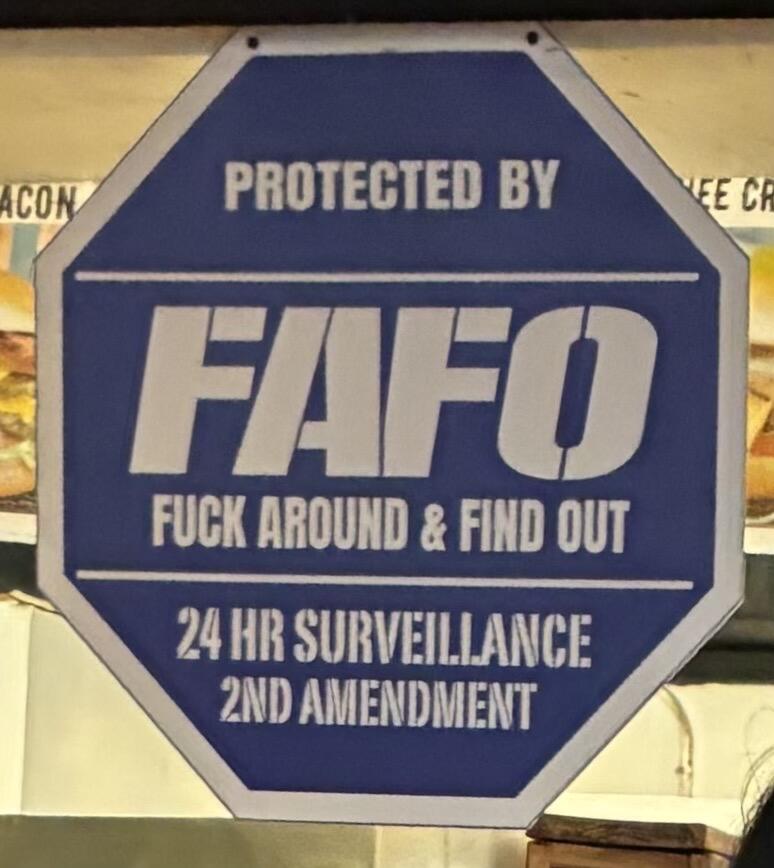 PROTECTED BY
ACON
FAFO
FUCK AROUND & FIND OUT
24 HR SURVEILLANCE
2ND AMENDMENT